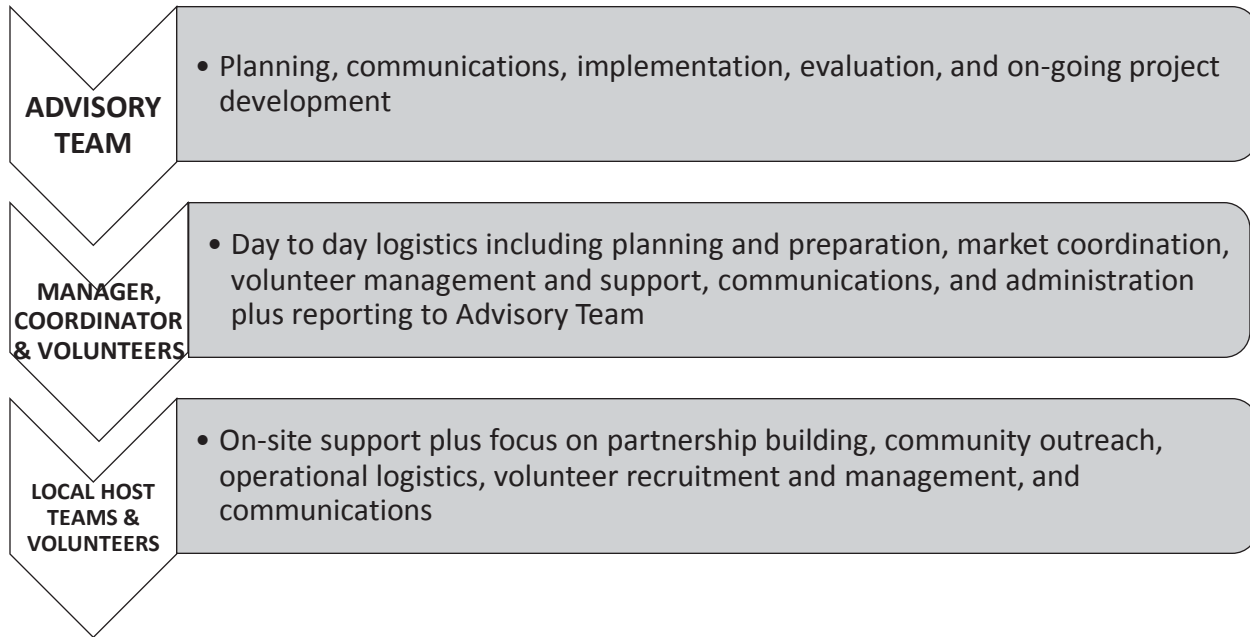 ADVISORY
TEAM
• Planning, communications, implementation, evaluation, and on-going project
development
MANAGER,
COORDINATOR
& VOLUNTEERS
• Day to day logistics including planning and preparation, market coordination,
volunteer management and support, communications, and administration
plus reporting to Advisory Team
LOCAL HOST
TEAMS &
VOLUNTEERS
• On-site support plus focus on partnership building, community outreach,
operational logistics, volunteer recruitment and management, and
communications